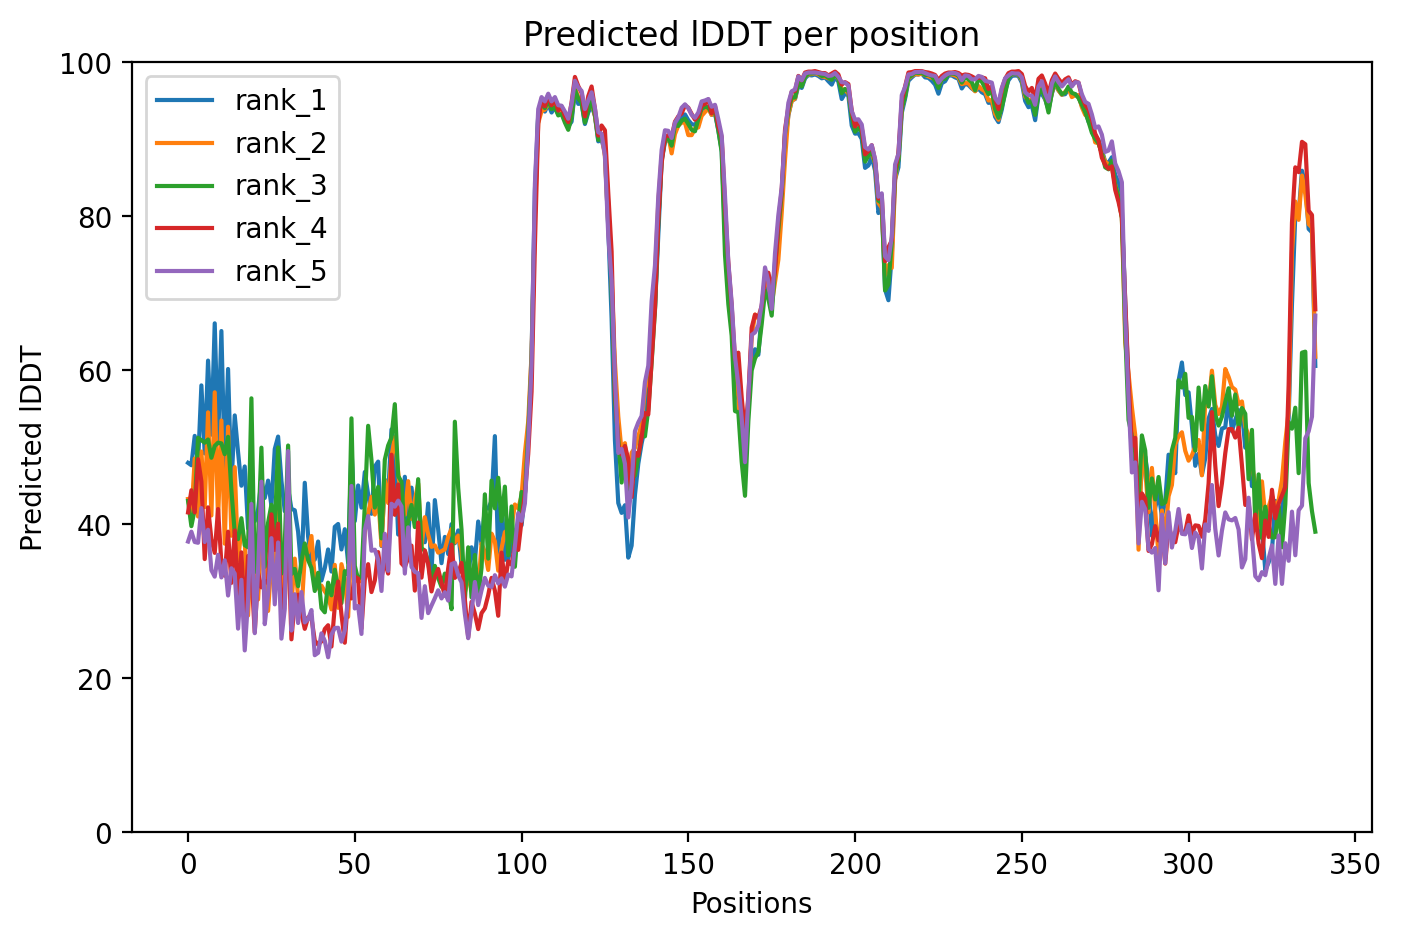 Predicted lDDT per position
100
80
60
40
20
0
Predicted lDDT
rank_1
rank_2
rank_3
rank_4
rank_5
0 50 100 150 200 250 300 350
Positions